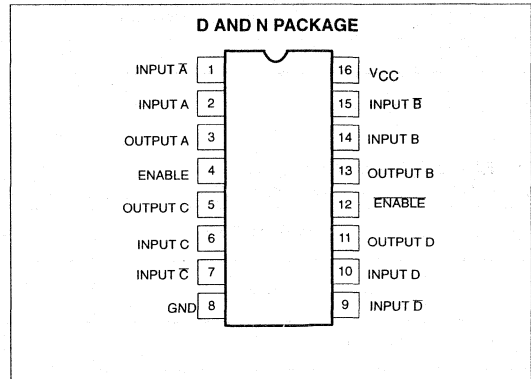 D AND N PACKAGE
INPUT A̅ 1 16 VCC
INPUT A 2 15 INPUT B̅
OUTPUT A 3 14 INPUT B
ENABLE 4 13 OUTPUT B
OUTPUT C 5 12 E̅N̅A̅B̅L̅E̅
INPUT C 6 11 OUTPUT D
INPUT C̅ 7 10 INPUT D
GND 8 9 INPUT D̅